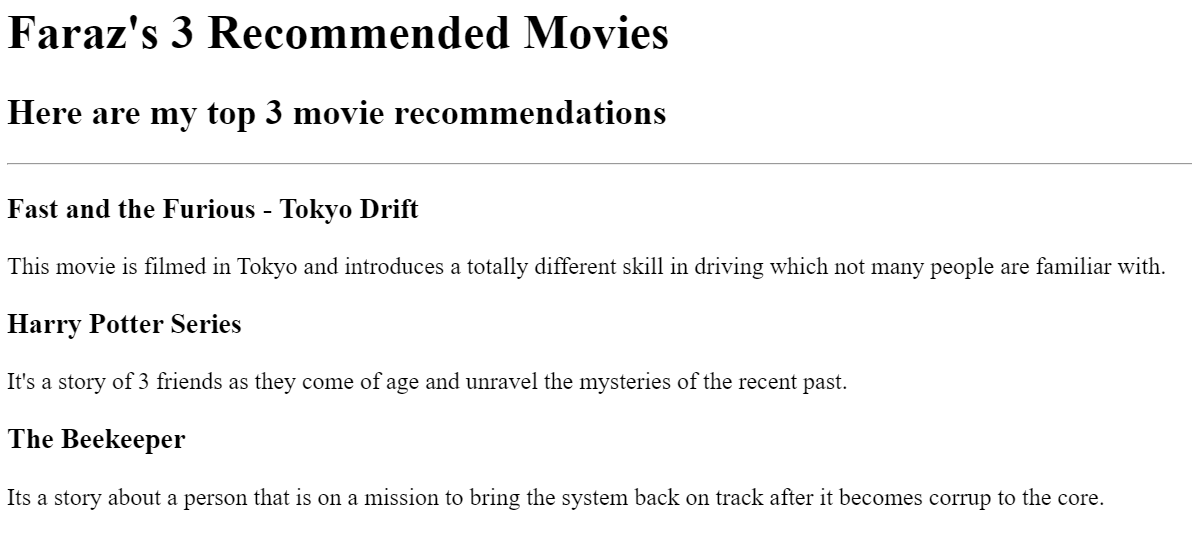 Faraz's 3 Recommended Movies
Here are my top 3 movie recommendations
Fast and the Furious - Tokyo Drift
This movie is filmed in Tokyo and introduces a totally different skill in driving which not many people are familiar with.
Harry Potter Series
It's a story of 3 friends as they come of age and unravel the mysteries of the recent past.
The Beekeeper
Its a story about a person that is on a mission to bring the system back on track after it becomes corrup to the core.